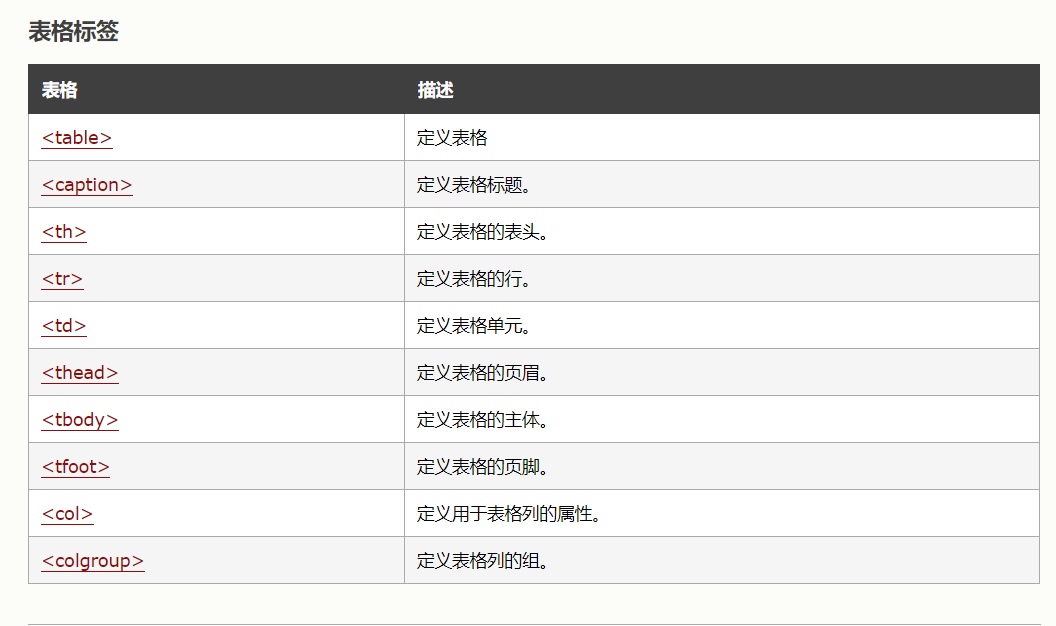 表格标签
表格 描述
<table> 定义表格
<caption> 定义表格标题。
<th> 定义表格的表头。
<tr> 定义表格的行。
<td> 定义表格单元。
<thead> 定义表格的页眉。
<tbody> 定义表格的主体。
<tfoot> 定义表格的页脚。
<col> 定义用于表格列的属性。
<colgroup> 定义表格列的组。